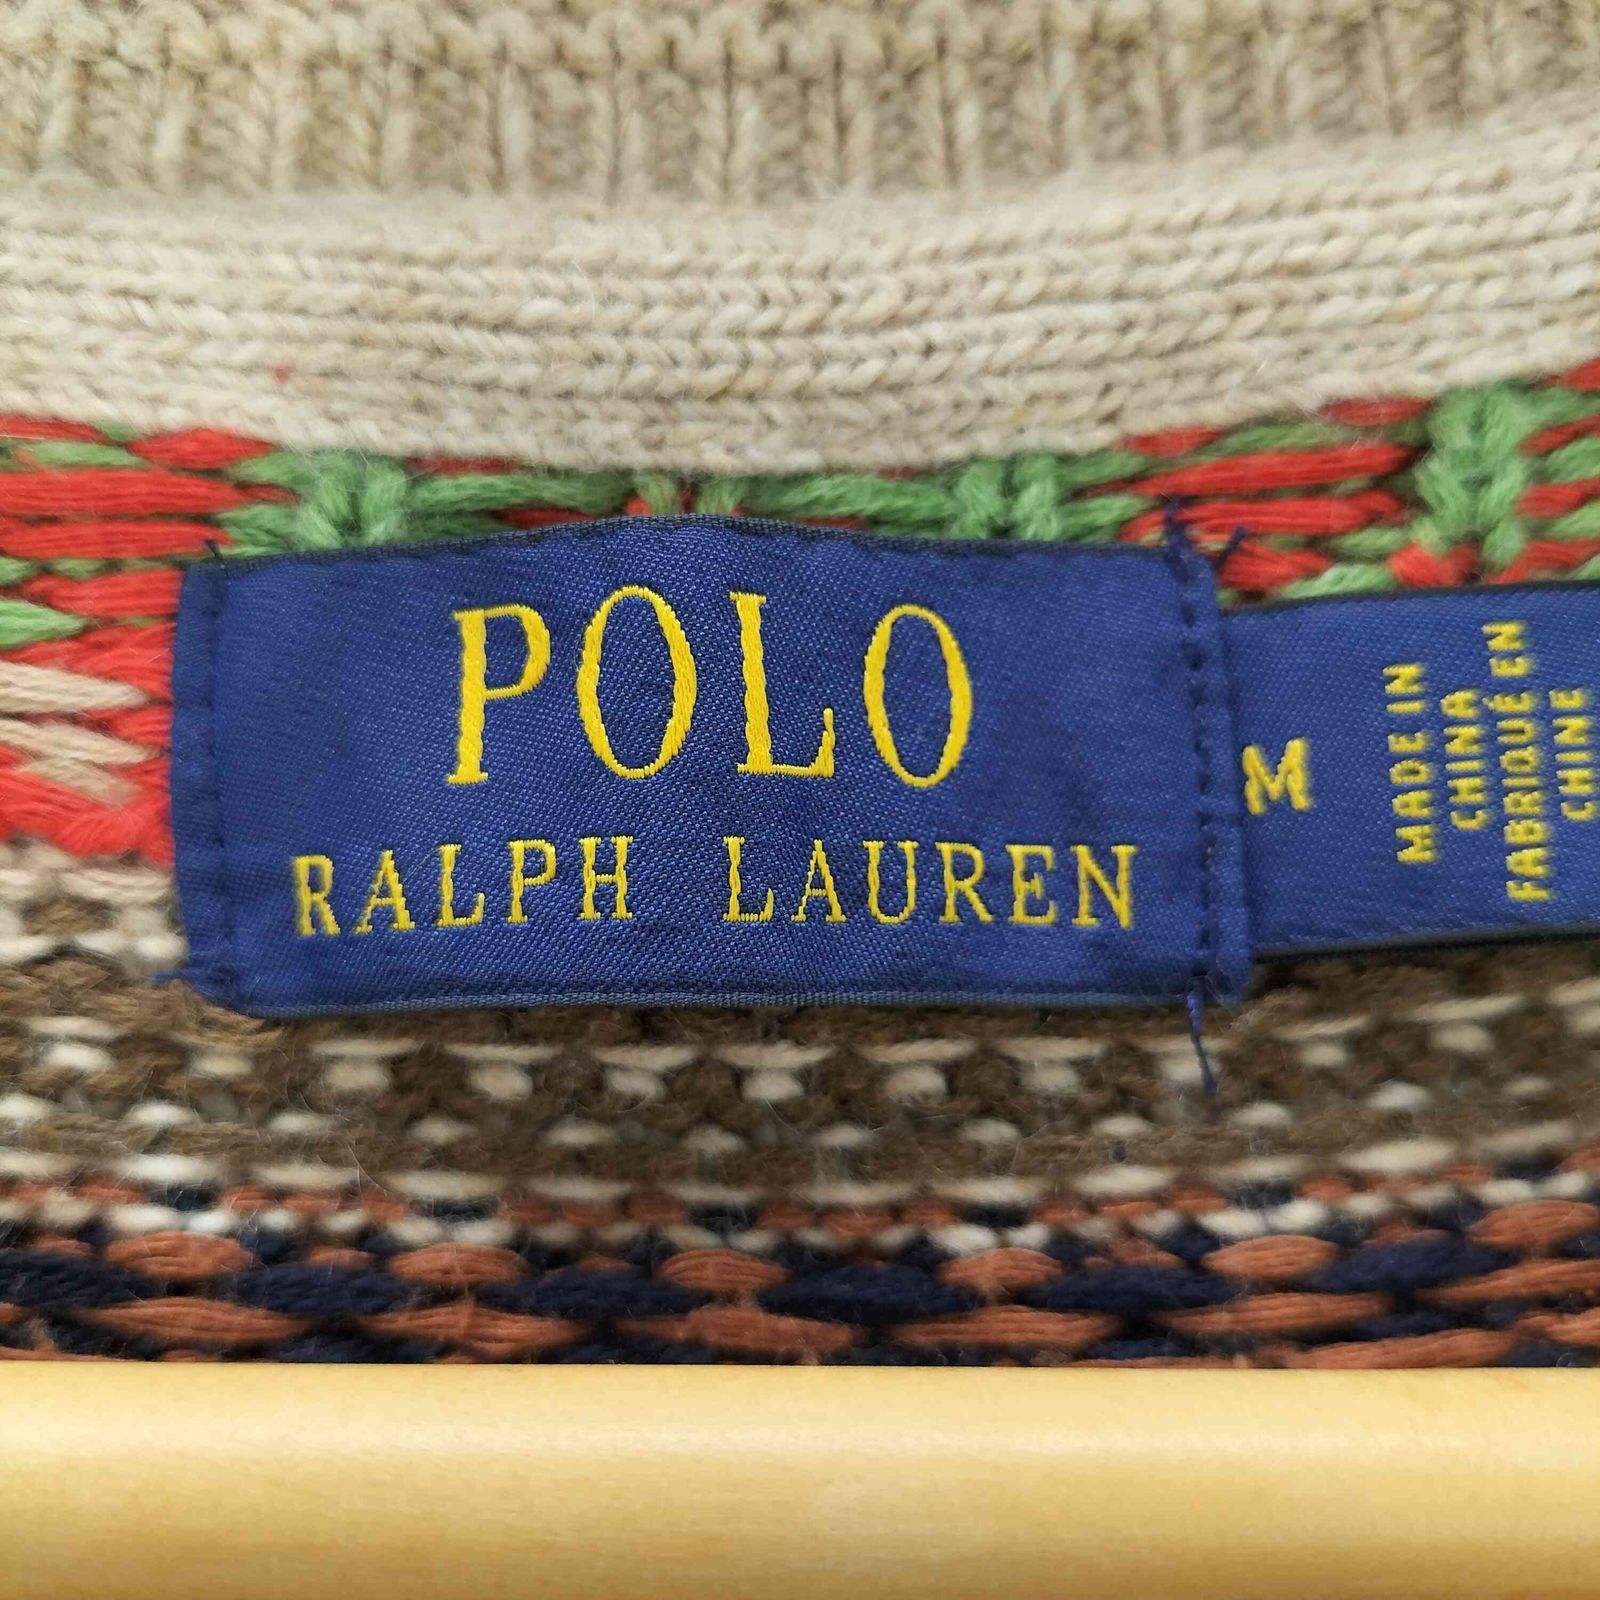 POLO
RALPH LAUREN
M
MADE IN
CHINA
FABRIQUÉ EN
CHINE